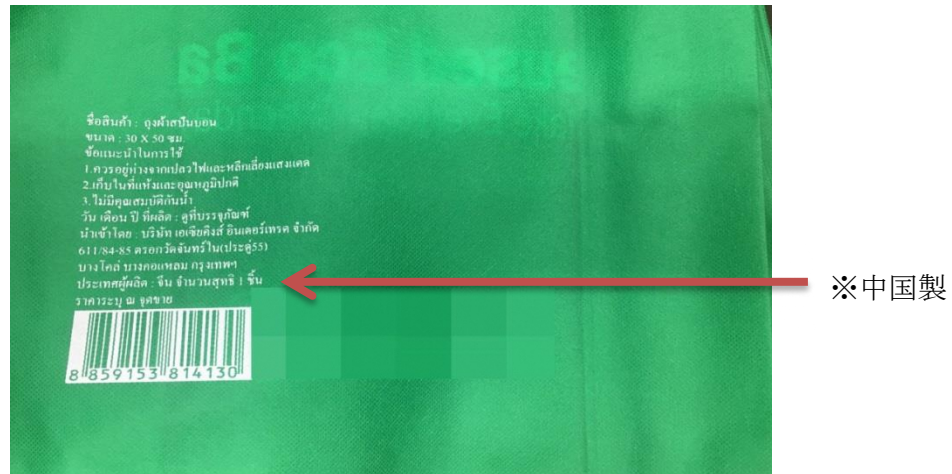 ชื่อสินค้า : ถุงผ้าสปันบอน
ขนาด : 30 X 50 ซม.
ข้อแนะนำในการใช้
1.ควรอยู่ห่างจากเปลวไฟและหลีกเลี่ยงแสงแดด
2.เก็บในที่แห้งและอุณหภูมิปกติ
3.ไม่มีคุณสมบัติกันน้ำ
วัน เดือน ปี ที่ผลิต : ดูที่บรรจุภัณฑ์
นำเข้าโดย : บริษัท เอเซียคิงส์ อินเตอร์เทรด จำกัด
611/84-85 ตรอกวัดจันทร์ใน(ประดู่55)
บางโคล่ บางคอแหลม กรุงเทพฯ
ประเทศผู้ผลิต : จีน จำนวนสุทธิ 1 ชิ้น
ราคาระบุ ณ จุดขาย
8 859153 814130
※中国製